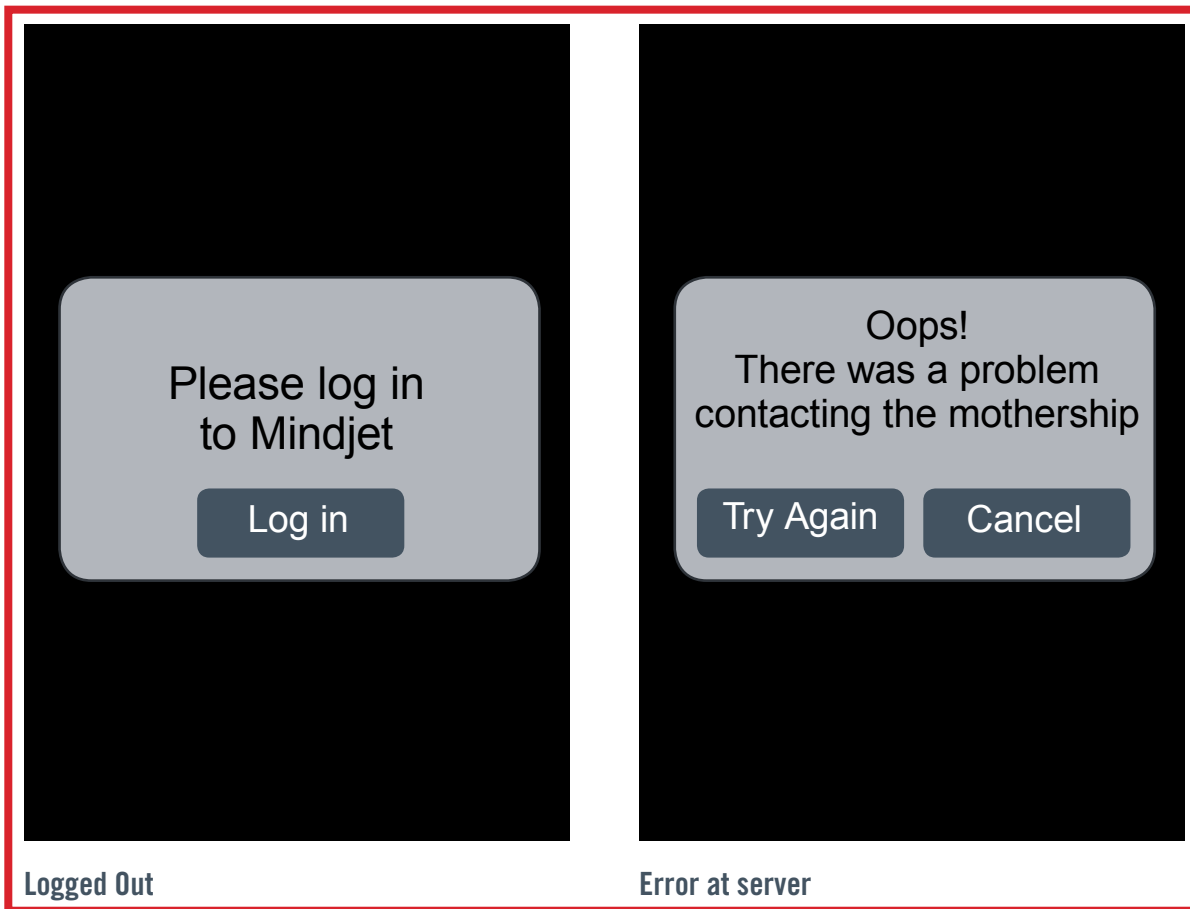 Please log in
to Mindjet
Log in
Logged Out
Oops!
There was a problem
contacting the mothership
Try Again
Cancel
Error at server